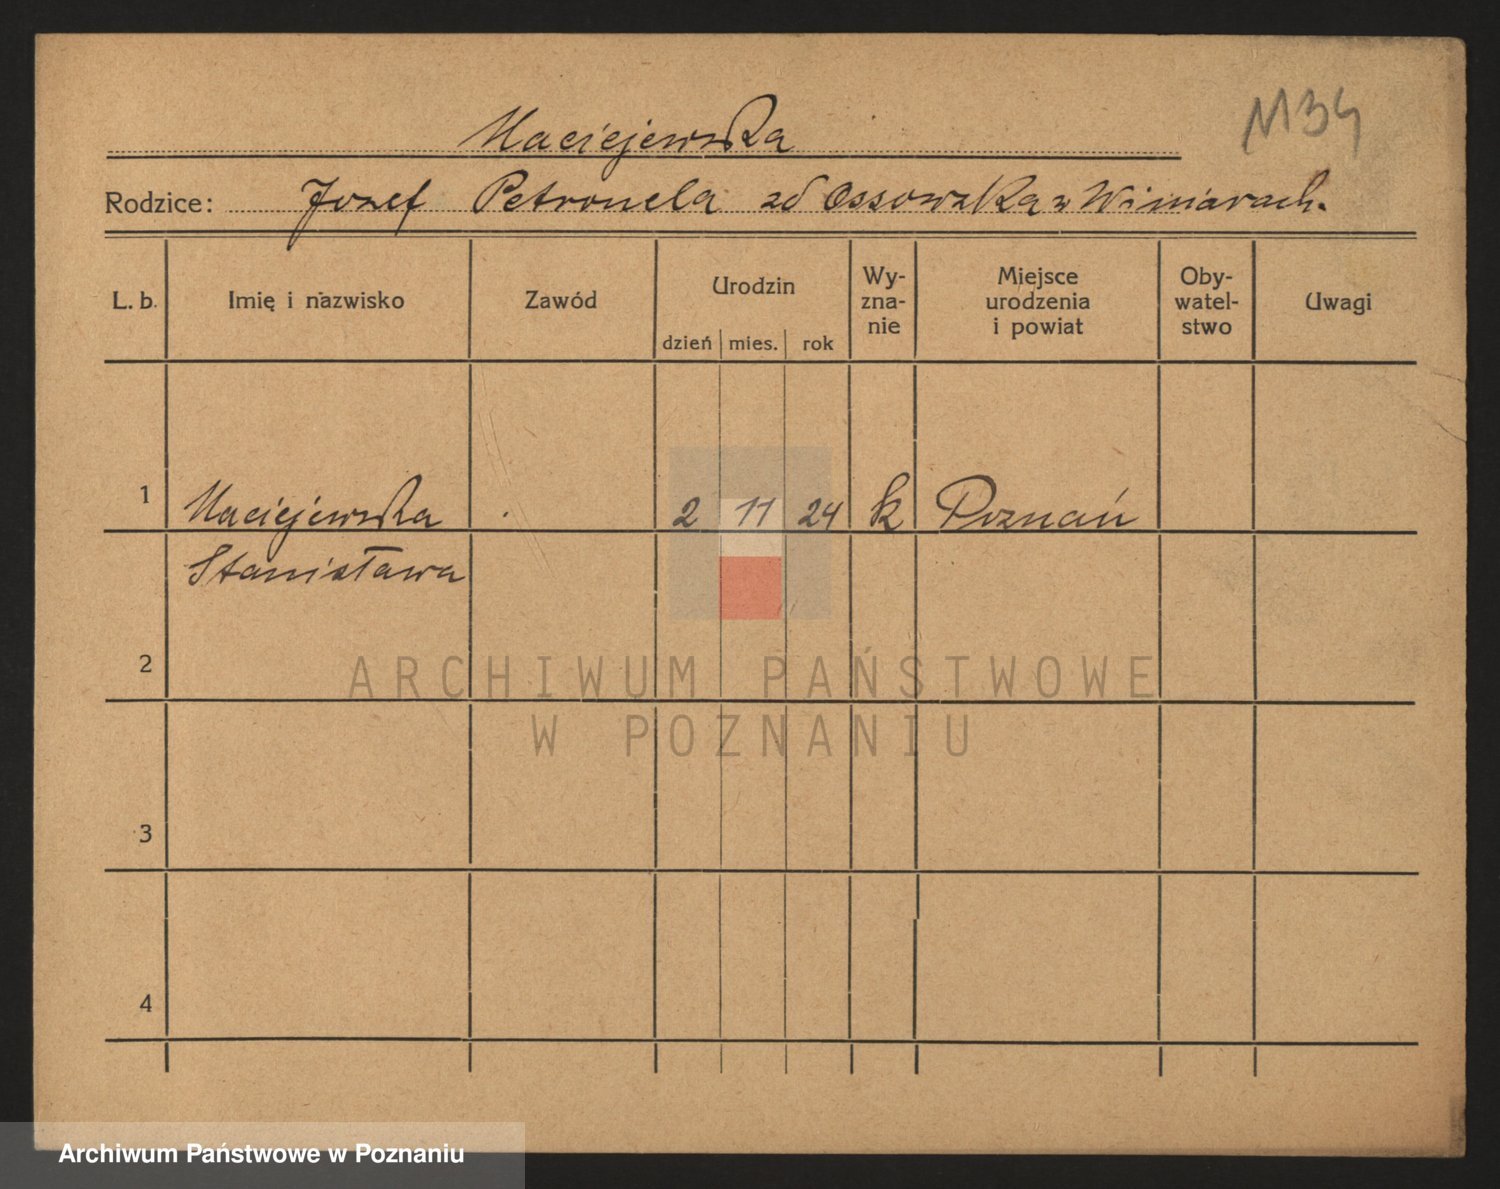 M34
Maciejewska
Rodzice: Jozef Petronela zd Ossowska w Winiarach.
L. b. Imię i nazwisko Zawód Urodzin Wy-zna-nie Miejsce urodzenia i powiat Oby-watel-stwo Uwagi
dzień mies. rok
1 Maciejewska 2 11 24 k Poznań
Stanisława
2
ARCHIWUM PAŃSTWOWE
W POZNANIU
3
4
Archiwum Państwowe w Poznaniu